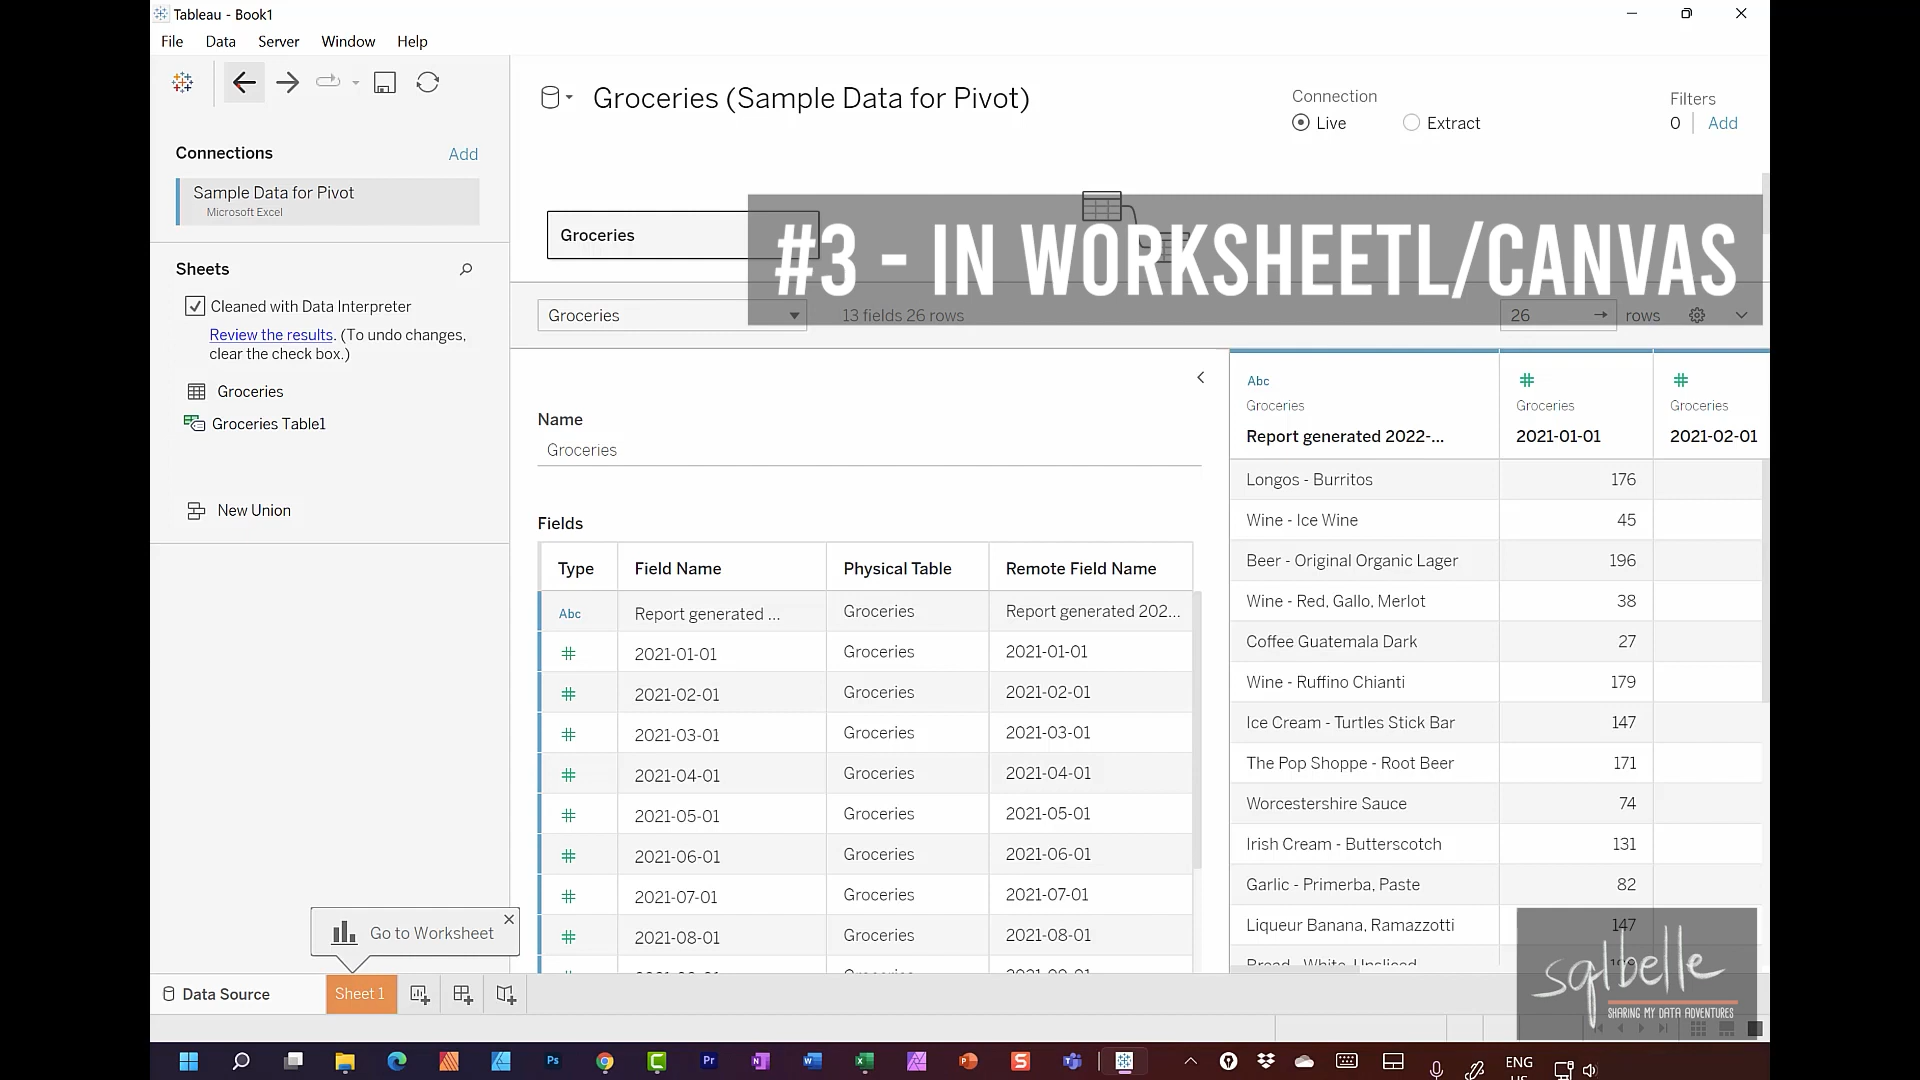 Tableau - Book1
File Data Server Window Help
Groceries (Sample Data for Pivot)
Connection
Live Extract
Filters
0 Add
Connections Add
Sample Data for Pivot
Microsoft Excel
Groceries
#3 - IN WORKSHEETL/CANVAS
Sheets
Cleaned with Data Interpreter
Review the results. (To undo changes,
clear the check box.)
Groceries
Groceries Table1
New Union
Groceries 13 fields 26 rows 26 rows
Name
Groceries
Fields
Type Field Name Physical Table Remote Field Name
Abc Report generated ... Groceries Report generated 202...
# 2021-01-01 Groceries 2021-01-01
# 2021-02-01 Groceries 2021-02-01
# 2021-03-01 Groceries 2021-03-01
# 2021-04-01 Groceries 2021-04-01
# 2021-05-01 Groceries 2021-05-01
# 2021-06-01 Groceries 2021-06-01
# 2021-07-01 Groceries 2021-07-01
# 2021-08-01 Groceries 2021-08-01
Abc # #
Groceries Groceries Groceries
Report generated 2022-... 2021-01-01 2021-02-01
Longos - Burritos 176
Wine - Ice Wine 45
Beer - Original Organic Lager 196
Wine - Red, Gallo, Merlot 38
Coffee Guatemala Dark 27
Wine - Ruffino Chianti 179
Ice Cream - Turtles Stick Bar 147
The Pop Shoppe - Root Beer 171
Worcestershire Sauce 74
Irish Cream - Butterscotch 131
Garlic - Primerba, Paste 82
Liqueur Banana, Ramazzotti 147
Bread - White, Unsliced
Go to Worksheet
Data Source Sheet 1
sqlbelle
SHARING MY DATA ADVENTURES
Ps Pr ENG
US